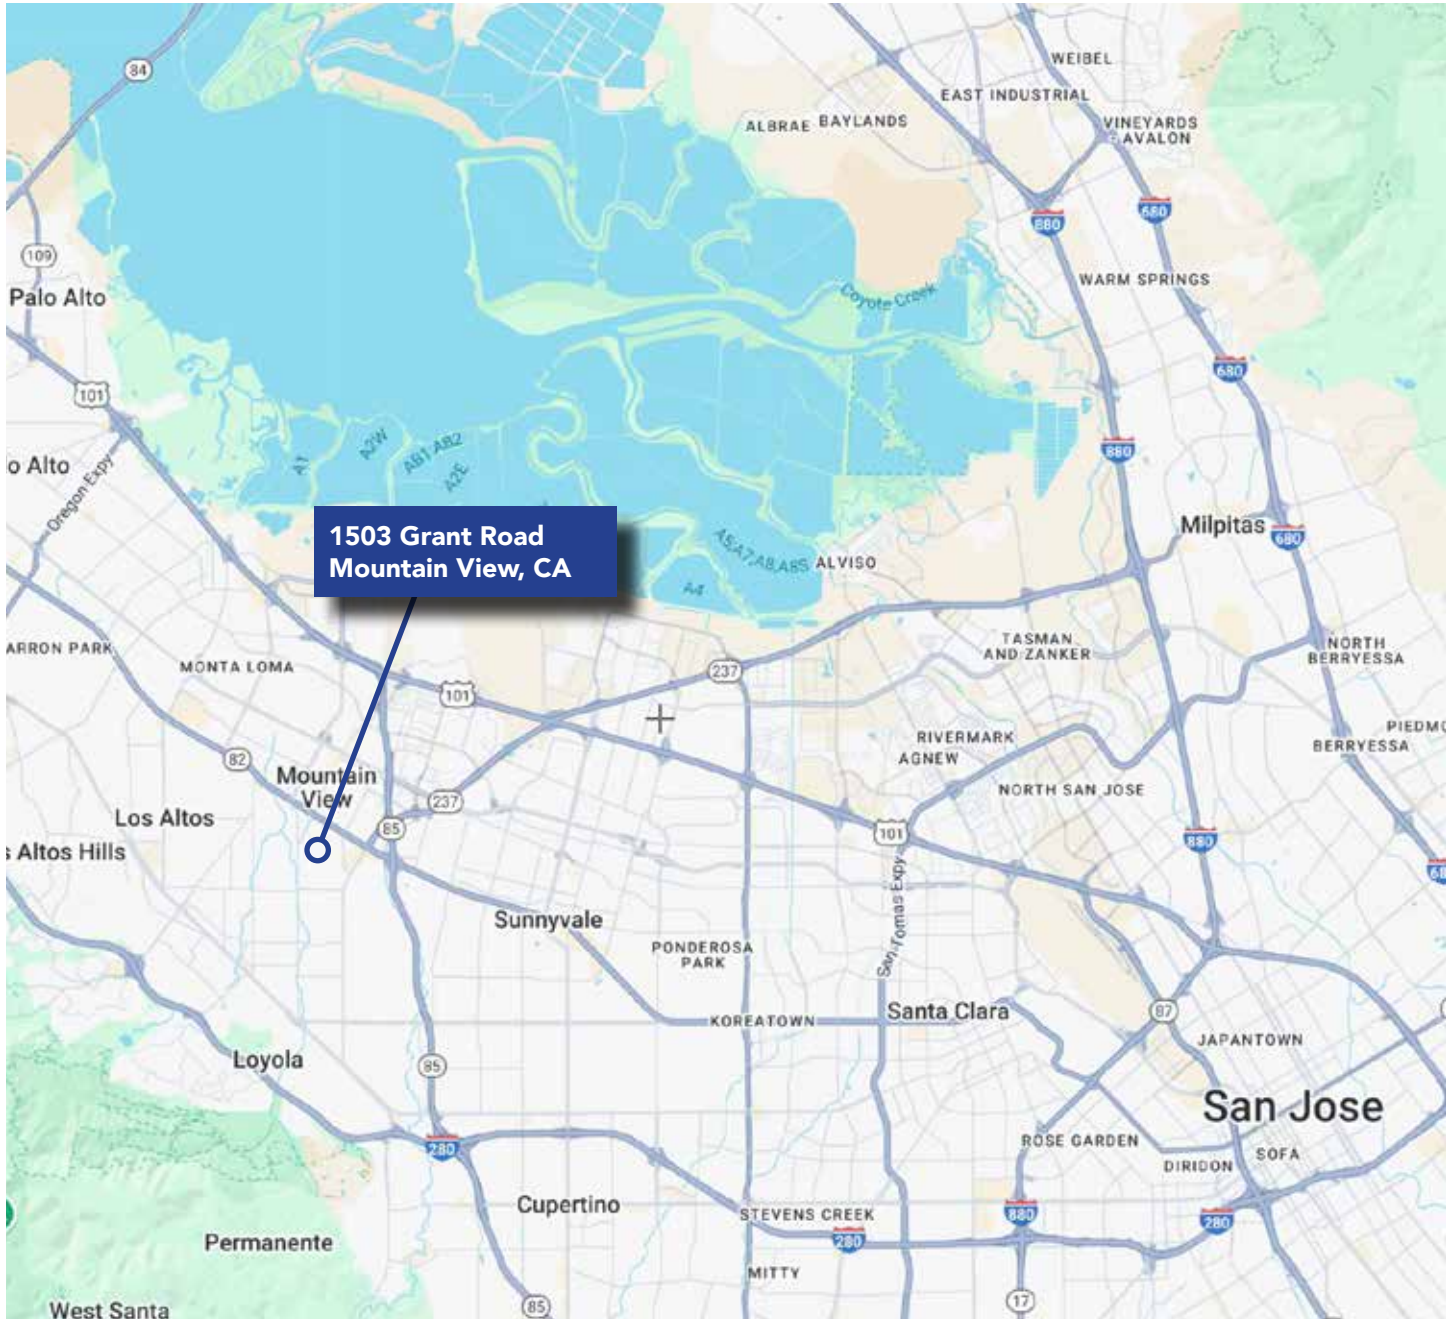 84
WEIBEL
EAST INDUSTRIAL
ALBRAE
BAYLANDS
VINEYARDS
AVALON
880
680
109
Palo Alto
WARM SPRINGS
Coyote Creek
680
101
o Alto
Oregon Expy
A1
A2W
AB1 AB2
A2E
880
1503 Grant Road
Mountain View, CA
Milpitas
680
A5,A7,A8,A8S
ALVISO
A4
ARRON PARK
MONTA LOMA
TASMAN
AND ZANKER
NORTH
BERRYESSA
237
101
RIVERMARK
AGNEW
PIEDMO
BERRYESSA
82
Mountain
View
237
NORTH SAN JOSE
Los Altos
85
101
880
s Altos Hills
68
San Tomas Expy
Sunnyvale
PONDEROSA
PARK
Santa Clara
KOREATOWN
87
JAPANTOWN
Loyola
85
San Jose
280
ROSE GARDEN
DIRIDON
SOFA
Cupertino
STEVENS CREEK
880
280
280
Permanente
MITTY
West Santa
85
17